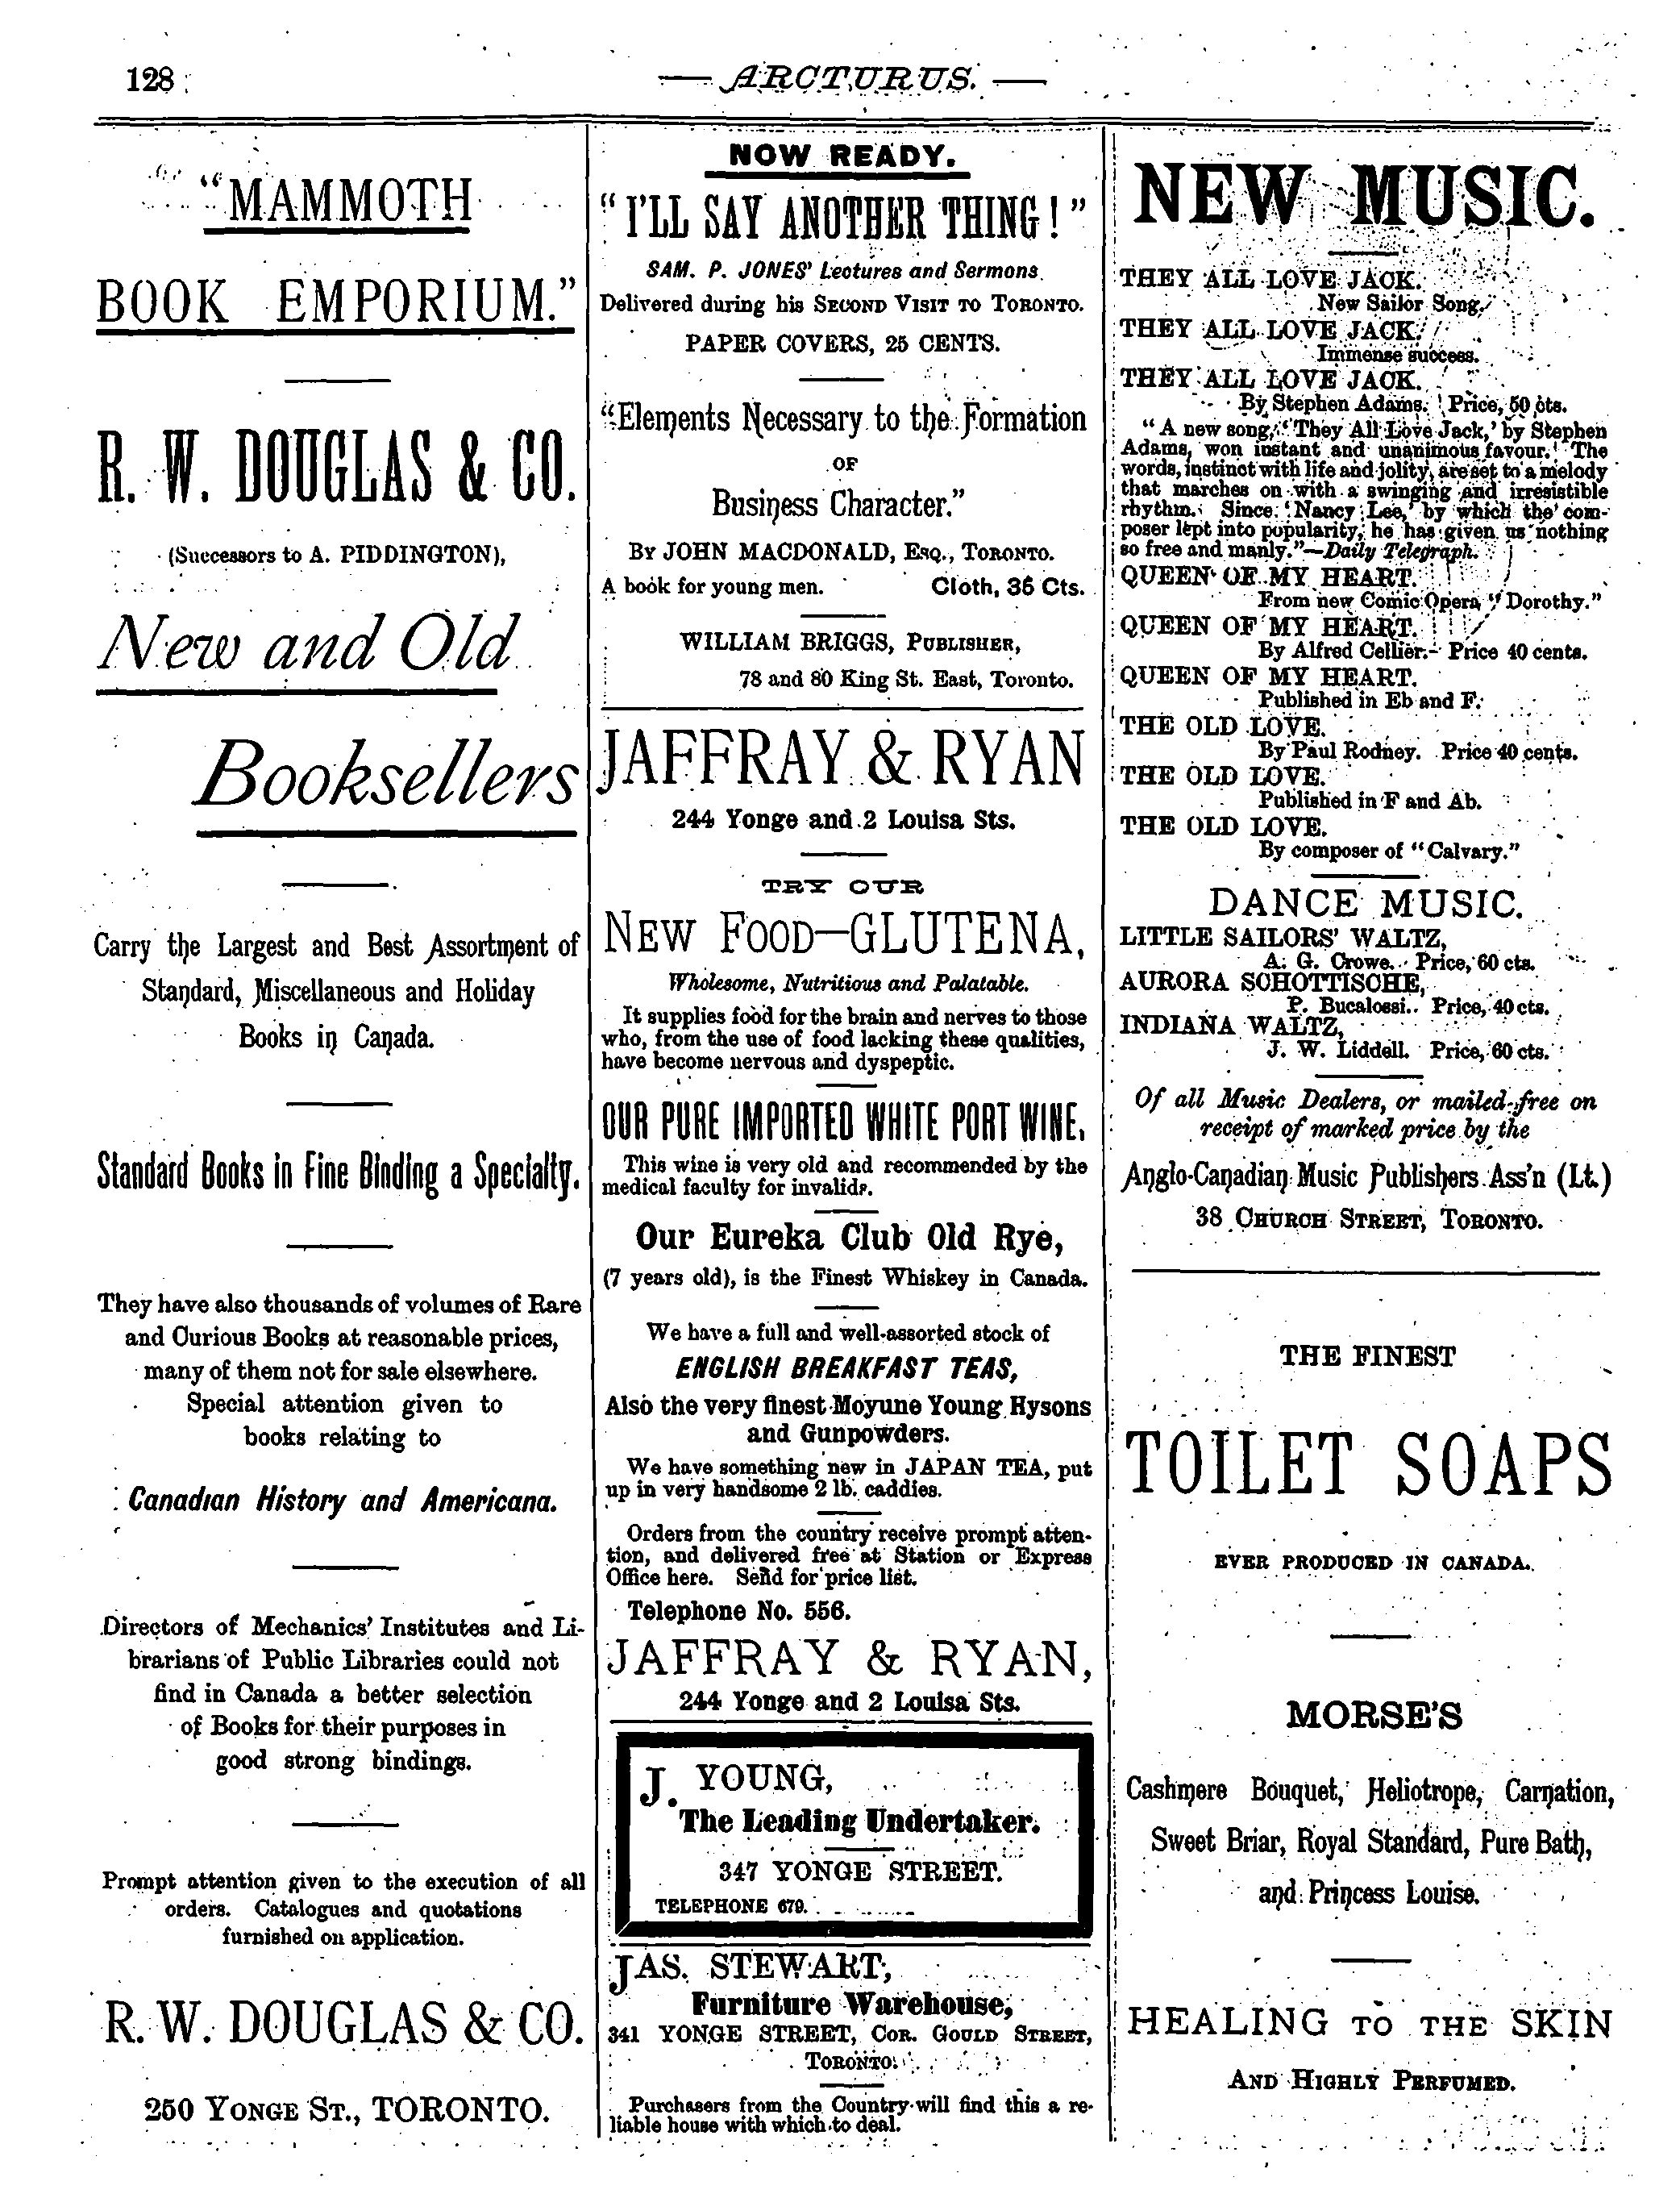 128
— ARCTURUS. —
"MAMMOTH
BOOK EMPORIUM."
R. W. DOUGLAS & CO.
(Successors to A. PIDDINGTON),
New and Old
Booksellers
Carry the Largest and Best Assortment of
Standard, Miscellaneous and Holiday
Books in Canada.
Standard Books in Fine Binding a Specialty.
They have also thousands of volumes of Rare
and Curious Books at reasonable prices,
many of them not for sale elsewhere.
Special attention given to
books relating to
Canadian History and Americana.
Directors of Mechanics' Institutes and Li-
brarians of Public Libraries could not
find in Canada a better selection
of Books for their purposes in
good strong bindings.
Prompt attention given to the execution of all
orders. Catalogues and quotations
furnished on application.
R. W. DOUGLAS & CO.
250 YONGE ST., TORONTO.
NOW READY.
"I'LL SAY ANOTHER THING!"
SAM. P. JONES' Lectures and Sermons
Delivered during his SECOND VISIT TO TORONTO.
PAPER COVERS, 25 CENTS.
"Elements Necessary to the Formation
OF
Business Character."
BY JOHN MACDONALD, ESQ., TORONTO.
A book for young men. Cloth, 35 Cts.
WILLIAM BRIGGS, PUBLISHER,
78 and 80 King St. East, Toronto.
JAFFRAY & RYAN
244 Yonge and 2 Louisa Sts.
TRY OUR
NEW FOOD—GLUTENA,
Wholesome, Nutritious and Palatable.
It supplies food for the brain and nerves to those
who, from the use of food lacking these qualities,
have become nervous and dyspeptic.
OUR PURE IMPORTED WHITE PORT WINE.
This wine is very old and recommended by the
medical faculty for invalids.
Our Eureka Club Old Rye,
(7 years old), is the Finest Whiskey in Canada.
We have a full and well-assorted stock of
ENGLISH BREAKFAST TEAS,
Also the very finest Moyune Young Hysons
and Gunpowders.
We have something new in JAPAN TEA, put
up in very handsome 2 lb. caddies.
Orders from the country receive prompt atten-
tion, and delivered free at Station or Express
Office here. Send for price list.
Telephone No. 556.
JAFFRAY & RYAN,
244 Yonge and 2 Louisa Sts.
J. YOUNG,
The Leading Undertaker.
347 YONGE STREET.
TELEPHONE 679.
JAS. STEWART,
Furniture Warehouse,
341 YONGE STREET, COR. GOULD STREET,
TORONTO.
Purchasers from the Country will find this a re-
liable house with which to deal.
NEW MUSIC.
THEY ALL LOVE JACK.
New Sailor Song.
THEY ALL LOVE JACK.
Immense success.
THEY ALL LOVE JACK.
By Stephen Adams. Price, 50 cts.
"A new song, 'They All Love Jack,' by Stephen
Adams, won instant and unanimous favour. The
words, instinct with life and jolity, are set to a melody
that marches on with a swinging and irresistible
rhythm. Since 'Nancy Lee,' by which the com-
poser lept into popularity, he has given us nothing
so free and manly."—Daily Telegraph.
QUEEN OF MY HEART.
From new Comic Opera "Dorothy."
QUEEN OF MY HEART.
By Alfred Cellier. Price 40 cents.
QUEEN OF MY HEART.
Published in Eb and F.
THE OLD LOVE.
By Paul Rodney. Price 40 cents.
THE OLD LOVE.
Published in F and Ab.
THE OLD LOVE.
By composer of "Calvary."
DANCE MUSIC.
LITTLE SAILORS' WALTZ,
A. G. Crowe. Price, 60 cts.
AURORA SCHOTTISCHE,
P. Bucalossi. Price, 40 cts.
INDIANA WALTZ,
J. W. Liddell. Price, 60 cts.
Of all Music Dealers, or mailed free on
receipt of marked price by the
Anglo-Canadian Music Publishers Ass'n (Lt.)
38 CHURCH STREET, TORONTO.
THE FINEST
TOILET SOAPS
EVER PRODUCED IN CANADA.
MORSE'S
Cashmere Bouquet, Heliotrope, Carnation,
Sweet Briar, Royal Standard, Pure Bath,
and Princess Louise.
HEALING TO THE SKIN
AND HIGHLY PERFUMED.